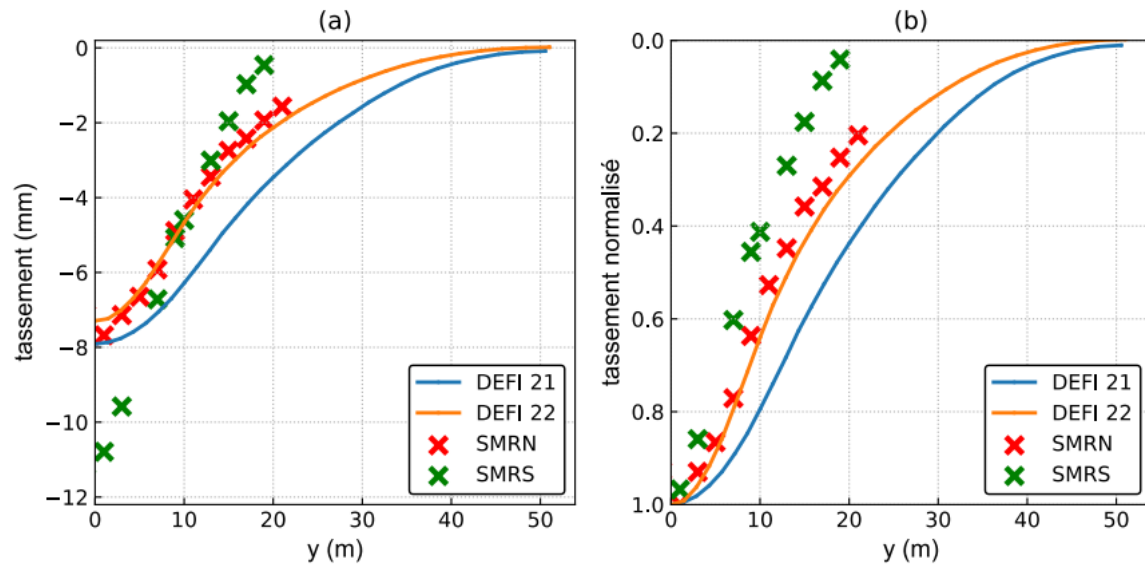 (a)
tassement (mm)
0
−2
−4
−6
−8
−10
−12
0 10 20 30 40 50
y (m)
DEFI 21
DEFI 22
SMRN
SMRS
(b)
tassement normalisé
0.0
0.2
0.4
0.6
0.8
1.0
0 10 20 30 40 50
y (m)
DEFI 21
DEFI 22
SMRN
SMRS